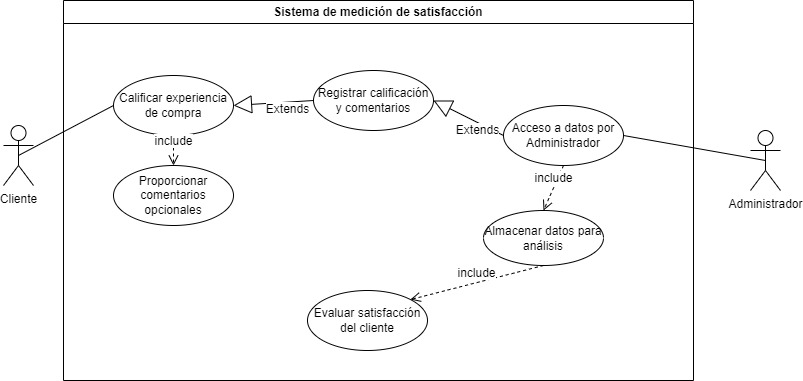 Sistema de medición de satisfacción
Calificar experiencia
de compra
Extends
Registrar calificación
y comentarios
Extends
Acceso a datos por
Administrador
include
Proporcionar
comentarios
opcionales
include
Cliente
Administrador
Almacenar datos para
análisis
include
Evaluar satisfacción
del cliente